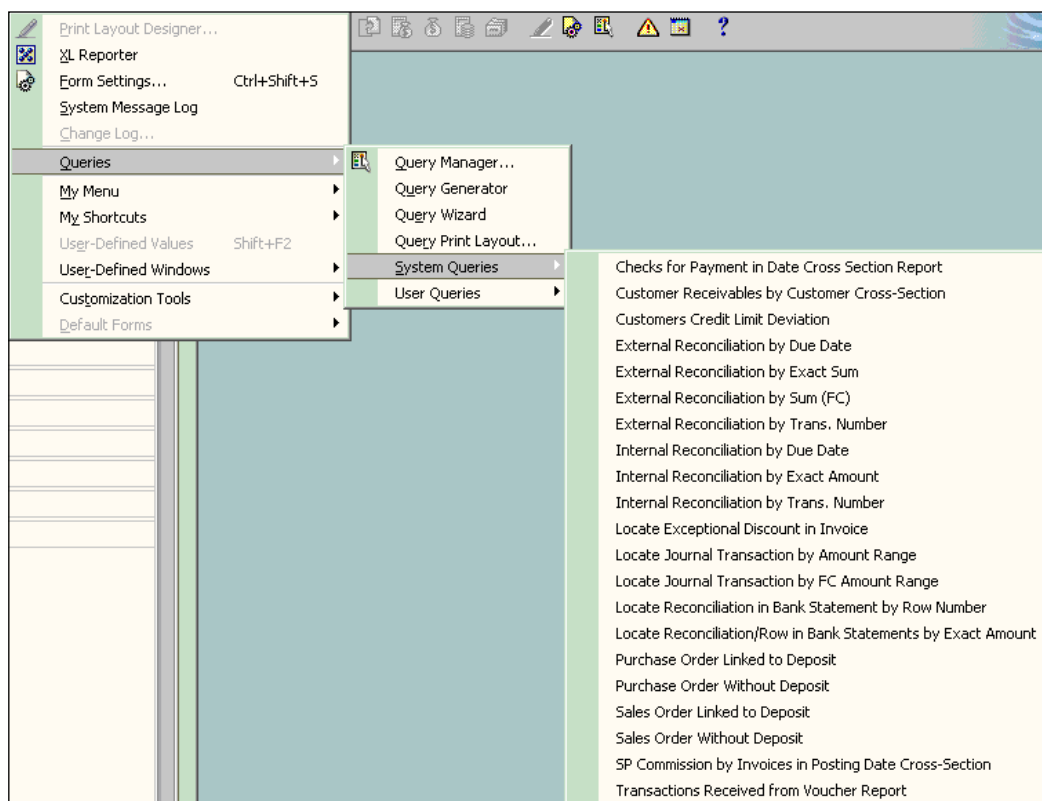 Print Layout Designer...
XL Reporter
Form Settings... Ctrl+Shift+S
System Message Log
Change Log...
Queries
My Menu
My Shortcuts
User-Defined Values Shift+F2
User-Defined Windows
Customization Tools
Default Forms
Query Manager...
Query Generator
Query Wizard
Query Print Layout...
System Queries
User Queries
Checks for Payment in Date Cross Section Report
Customer Receivables by Customer Cross-Section
Customers Credit Limit Deviation
External Reconciliation by Due Date
External Reconciliation by Exact Sum
External Reconciliation by Sum (FC)
External Reconciliation by Trans. Number
Internal Reconciliation by Due Date
Internal Reconciliation by Exact Amount
Internal Reconciliation by Trans. Number
Locate Exceptional Discount in Invoice
Locate Journal Transaction by Amount Range
Locate Journal Transaction by FC Amount Range
Locate Reconciliation in Bank Statement by Row Number
Locate Reconciliation/Row in Bank Statements by Exact Amount
Purchase Order Linked to Deposit
Purchase Order Without Deposit
Sales Order Linked to Deposit
Sales Order Without Deposit
SP Commission by Invoices in Posting Date Cross-Section
Transactions Received from Voucher Report